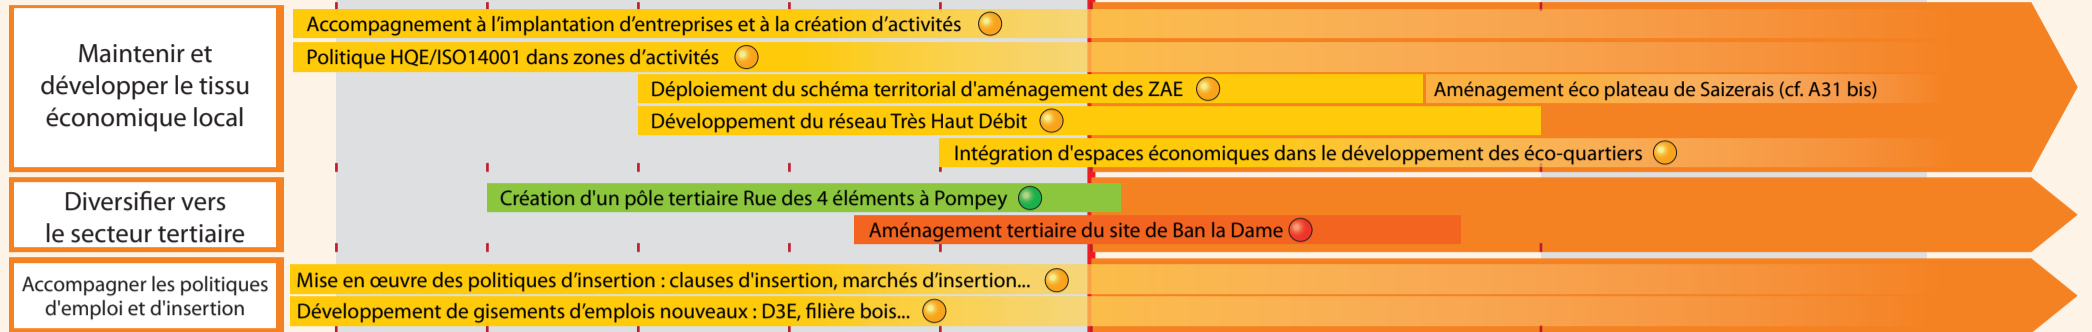 Maintenir et
développer le tissu
économique local
Accompagnement à l’implantation d’entreprises et à la création d’activités
Politique HQE/ISO14001 dans zones d’activités
Déploiement du schéma territorial d'aménagement des ZAE
Aménagement éco plateau de Saizerais (cf. A31 bis)
Développement du réseau Très Haut Débit
Intégration d'espaces économiques dans le développement des éco-quartiers
Diversifier vers
le secteur tertiaire
Création d'un pôle tertiaire Rue des 4 éléments à Pompey
Aménagement tertiaire du site de Ban la Dame
Accompagner les politiques
d'emploi et d'insertion
Mise en œuvre des politiques d’insertion : clauses d'insertion, marchés d’insertion...
Développement de gisements d’emplois nouveaux : D3E, filière bois...